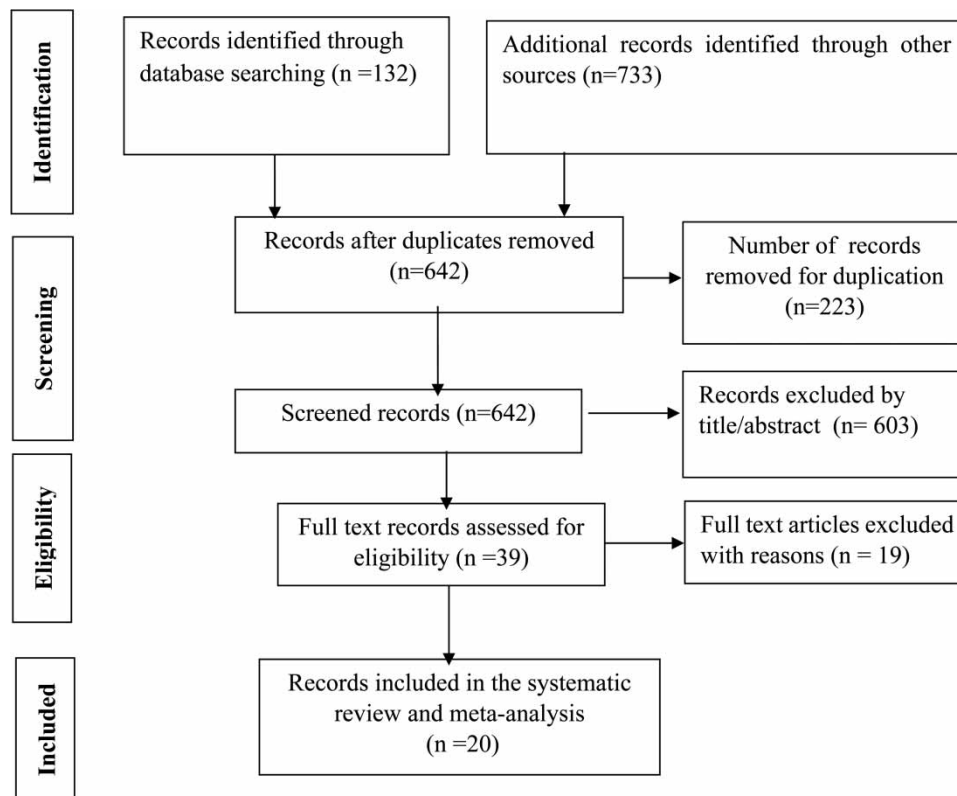 Identification
Records identified through
database searching (n =132)
Additional records identified through other
sources (n=733)
Screening
Records after duplicates removed
(n=642)
Number of records
removed for duplication
(n=223)
Screened records (n=642)
Records excluded by
title/abstract (n= 603)
Eligibility
Full text records assessed for
eligibility (n =39)
Full text articles excluded
with reasons (n = 19)
Included
Records included in the systematic
review and meta-analysis
(n =20)